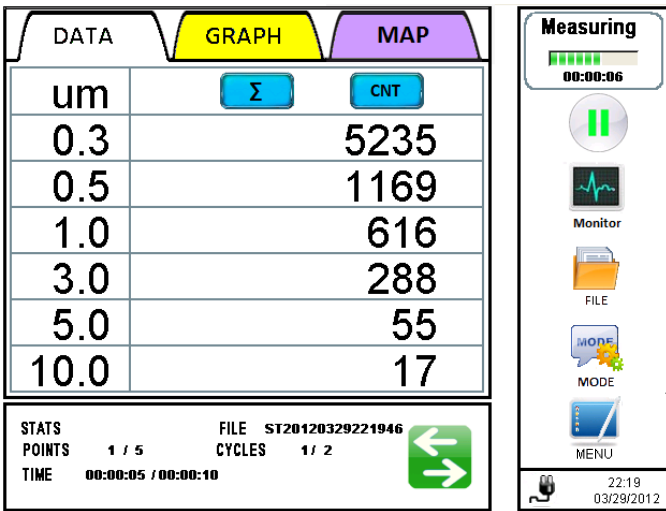 DATA GRAPH MAP
um Σ CNT
0.3 5235
0.5 1169
1.0 616
3.0 288
5.0 55
10.0 17
STATS FILE ST20120329221946
POINTS 1 / 5 CYCLES 1/ 2
TIME 00:00:05 / 00:00:10
Measuring
00:00:06
Monitor
FILE
MODE
MODE
MENU
22:19
03/29/2012